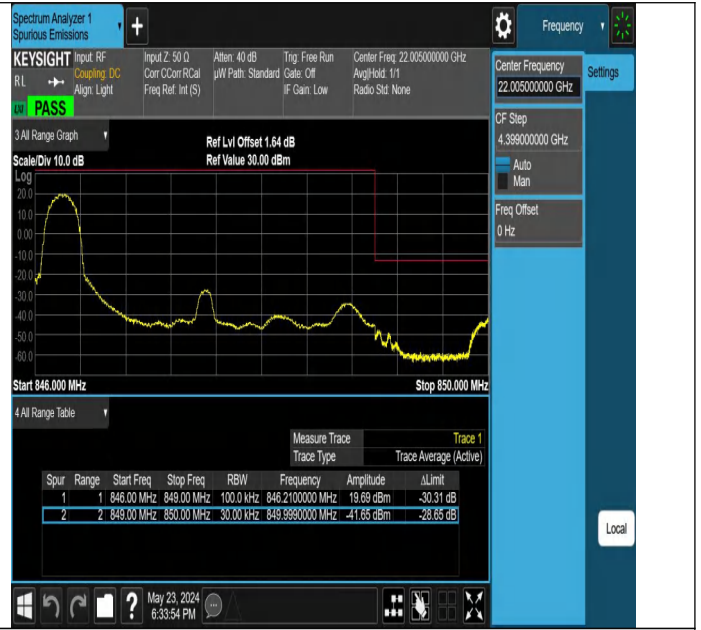 Spectrum Analyzer 1
Spurious Emissions
+
Frequency
KEYSIGHT Input: RF Input Z: 50 Ω Atten: 40 dB Trig: Free Run Center Freq: 22.005000000 GHz
RL Coupling: DC Corr CCorr RCal µW Path: Standard Gate: Off Avg|Hold: 1/1
Align: Light Freq Ref: Int (S) IF Gain: Low Radio Std: None
LXI PASS
Center Frequency
22.005000000 GHz
Settings
CF Step
4.399000000 GHz
Auto
Man
Freq Offset
0 Hz
3 All Range Graph
Ref Lvl Offset 1.64 dB
Scale/Div 10.0 dB Ref Value 30.00 dBm
Log
20.0
10.0
0.00
-10.0
-20.0
-30.0
-40.0
-50.0
-60.0
Start 846.000 MHz Stop 850.000 MHz
4 All Range Table
Measure Trace Trace 1
Trace Type Trace Average (Active)
Spur Range Start Freq Stop Freq RBW Frequency Amplitude ΔLimit
1 1 846.00 MHz 849.00 MHz 100.0 kHz 846.2100000 MHz 19.69 dBm -30.31 dB
2 2 849.00 MHz 850.00 MHz 30.00 kHz 849.9990000 MHz -41.65 dBm -28.65 dB
Local
? May 23, 2024
6:33:54 PM